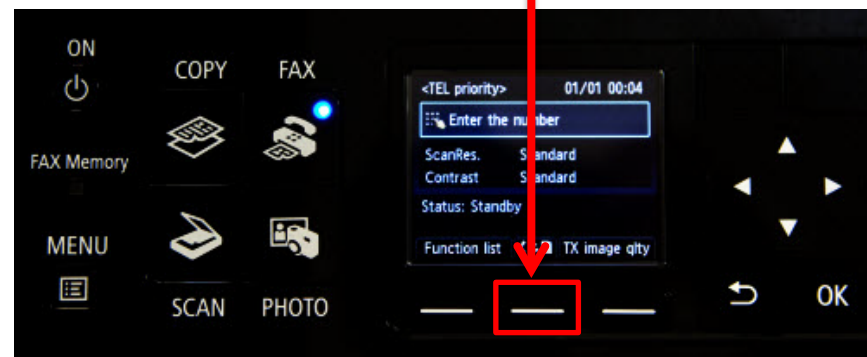 ON
COPY FAX
FAX Memory
MENU
SCAN PHOTO
<TEL priority> 01/01 00:04
Enter the number
ScanRes. Standard
Contrast Standard
Status: Standby
Function list TX image qlty
OK